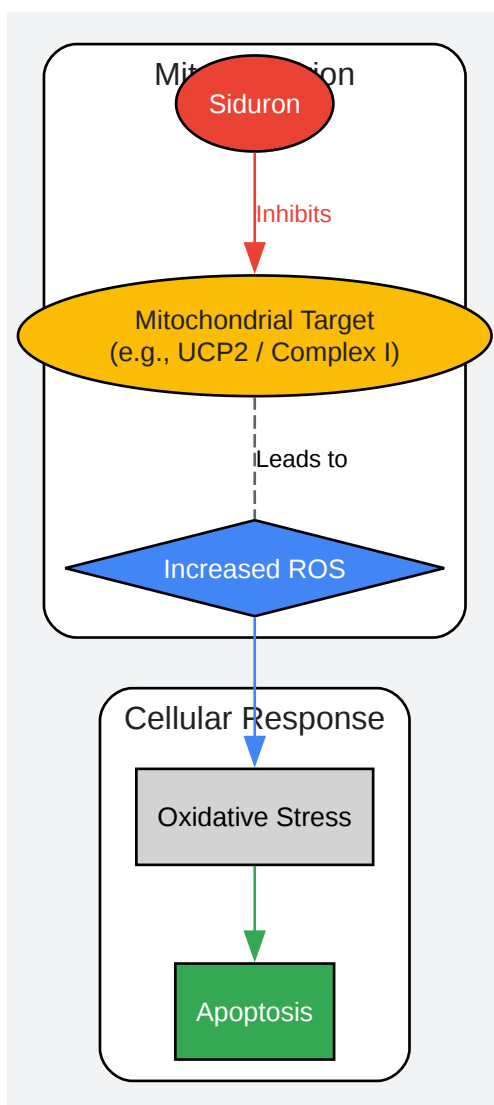 Siduron
Inhibits
Mitochondrial Target
(e.g., UCP2 / Complex I)
Leads to
Increased ROS
Cellular Response
Oxidative Stress
Apoptosis